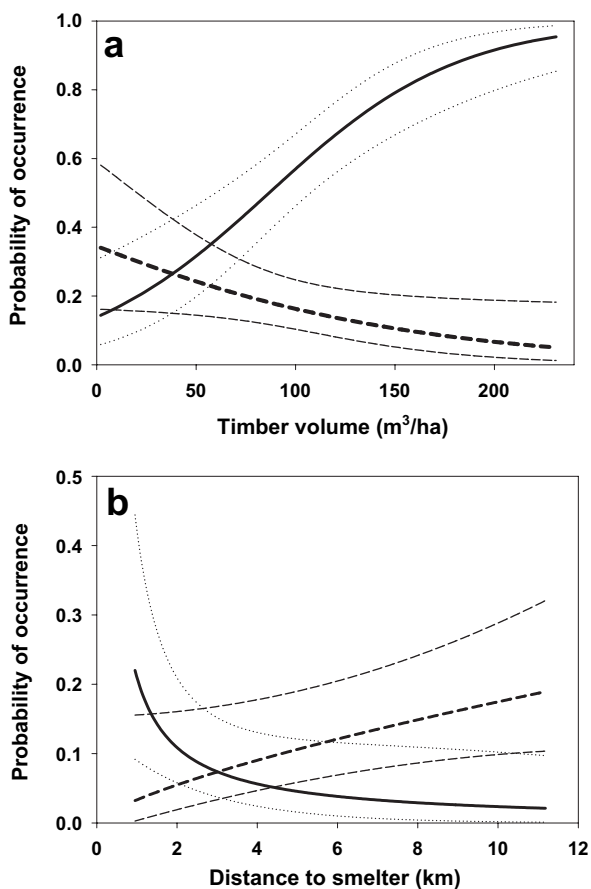 a
1.0
0.8
0.6
0.4
0.2
0.0
Probability of occurrence
0 50 100 150 200
Timber volume (m³/ha)
b
0.5
0.4
0.3
0.2
0.1
0.0
Probability of occurrence
0 2 4 6 8 10 12
Distance to smelter (km)